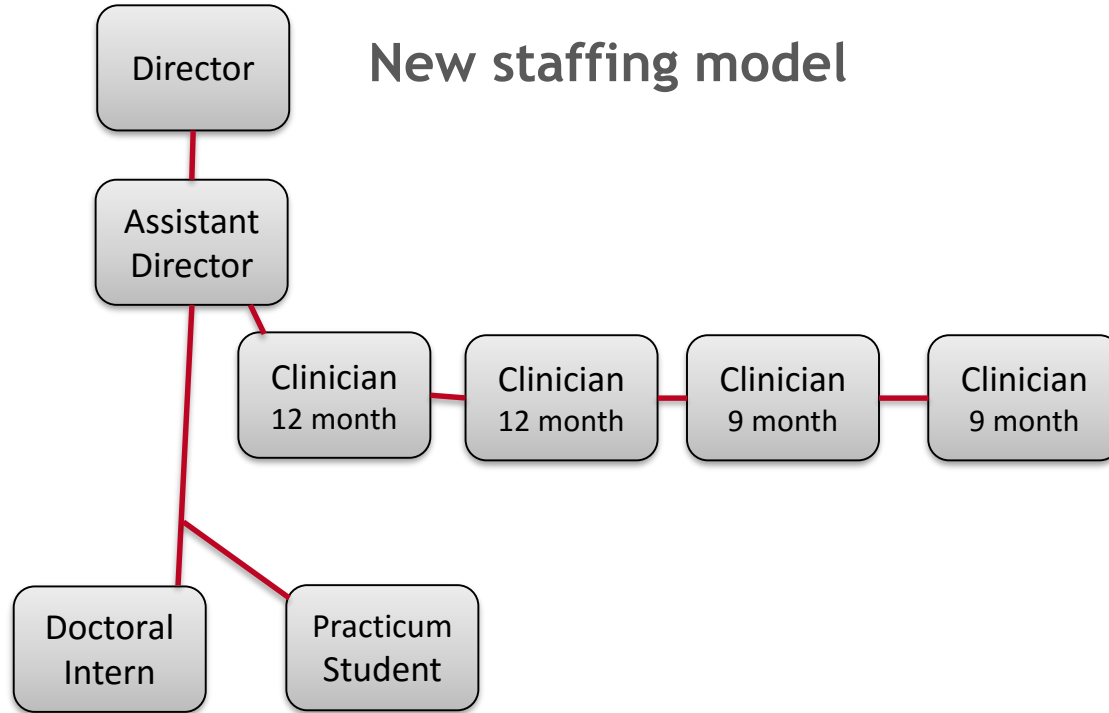 Director
New staffing model
Assistant
Director
Clinician
12 month
Clinician
12 month
Clinician
9 month
Clinician
9 month
Doctoral
Intern
Practicum
Student